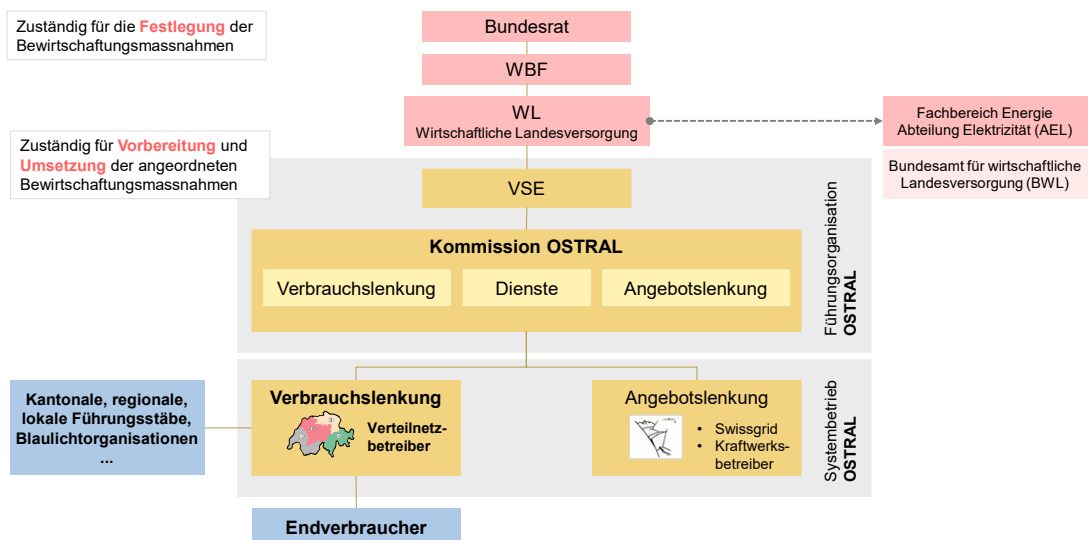 Zuständig für die Festlegung der
Bewirtschaftungsmassnahmen
Bundesrat
WBF
WL
Wirtschaftliche Landesversorgung
Fachbereich Energie
Abteilung Elektrizität (AEL)
Bundesamt für wirtschaftliche
Landesversorgung (BWL)
Zuständig für Vorbereitung und
Umsetzung der angeordneten
Bewirtschaftungsmassnahmen
VSE
Kommission OSTRAL
Verbrauchslenkung
Dienste
Angebotslenkung
Führungsorganisation
OSTRAL
Kantonale, regionale,
lokale Führungsstäbe,
Blaulichtorganisationen
...
Verbrauchslenkung
Verteilnetz-
betreiber
Angebotslenkung
• Swissgrid
• Kraftwerks-
betreiber
Systembetrieb
OSTRAL
Endverbraucher